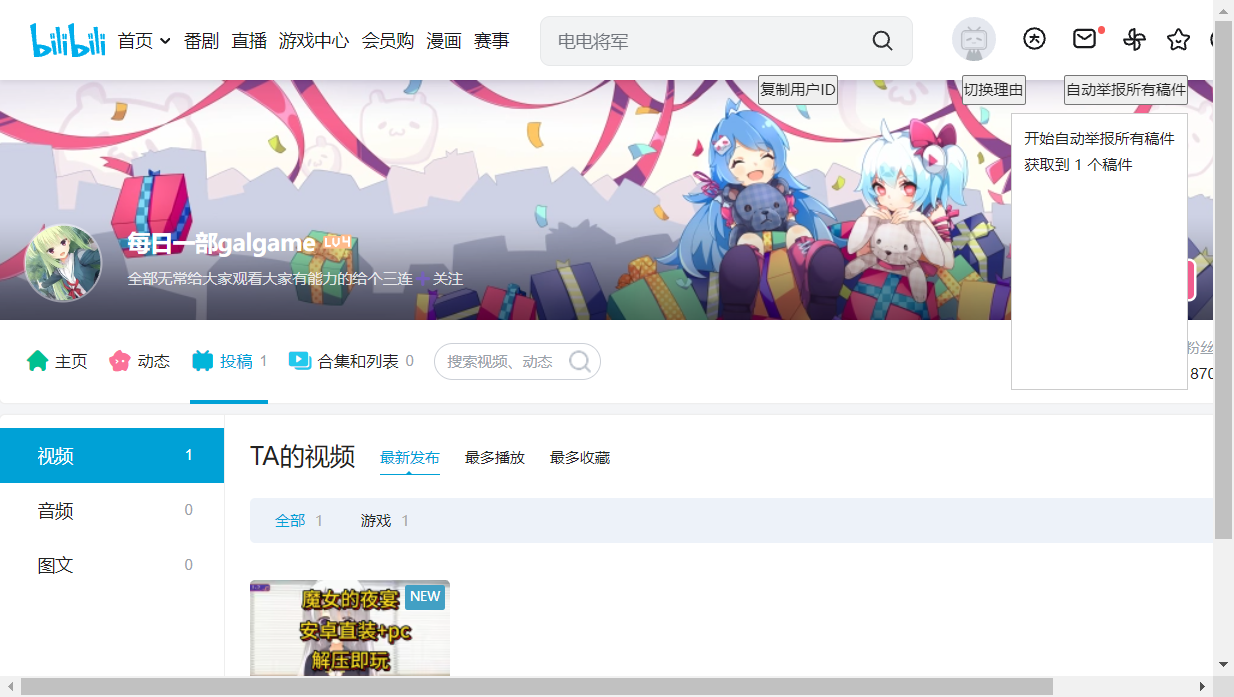 bilibili 首页 番剧 直播 游戏中心 会员购 漫画 赛事 电电将军
复制用户ID 切换理由 自动举报所有稿件
开始自动举报所有稿件
获取到 1 个稿件
每日一部galgame LV4
全部无常给大家观看大家有能力的给个三连 关注
主页 动态 投稿 1 合集和列表 0 搜索视频、动态
粉丝
870
视频 1
音频 0
图文 0
TA的视频 最新发布 最多播放 最多收藏
全部 1 游戏 1
NEW
魔女的夜宴
安卓直装+pc
解压即玩